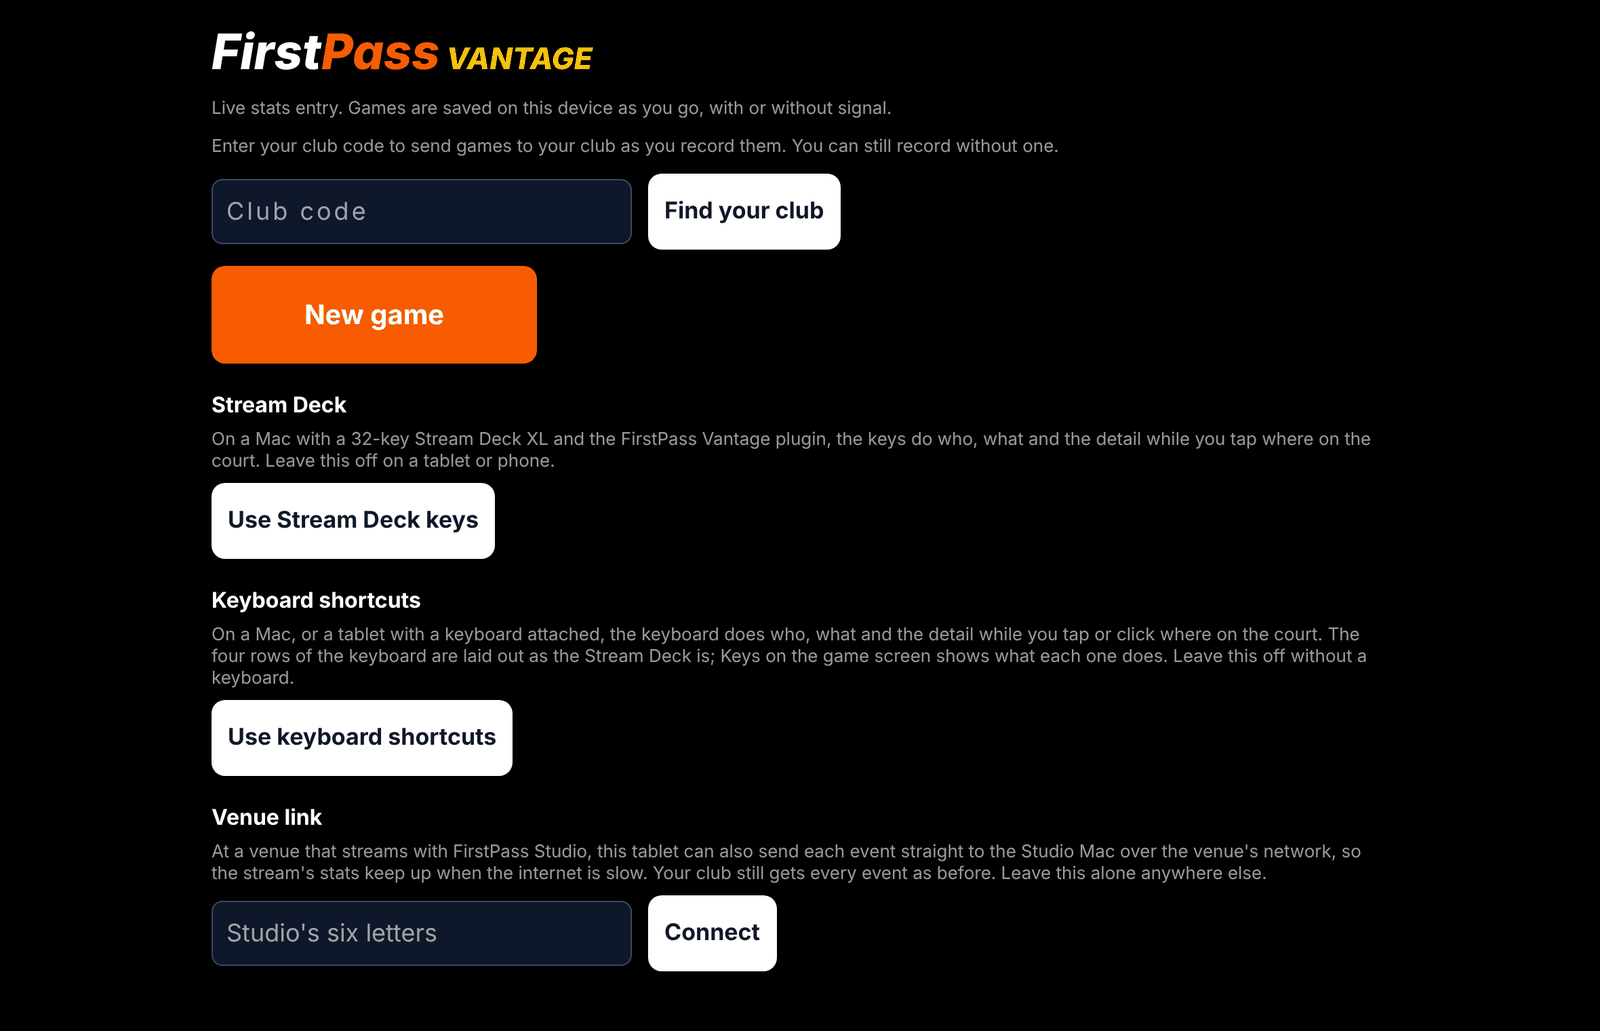 FirstPass VANTAGE
Live stats entry. Games are saved on this device as you go, with or without signal.
Enter your club code to send games to your club as you record them. You can still record without one.
Club code
Find your club
New game
Stream Deck
On a Mac with a 32-key Stream Deck XL and the FirstPass Vantage plugin, the keys do who, what and the detail while you tap where on the
court. Leave this off on a tablet or phone.
Use Stream Deck keys
Keyboard shortcuts
On a Mac, or a tablet with a keyboard attached, the keyboard does who, what and the detail while you tap or click where on the court. The
four rows of the keyboard are laid out as the Stream Deck is; Keys on the game screen shows what each one does. Leave this off without a
keyboard.
Use keyboard shortcuts
Venue link
At a venue that streams with FirstPass Studio, this tablet can also send each event straight to the Studio Mac over the venue's network, so
the stream's stats keep up when the internet is slow. Your club still gets every event as before. Leave this alone anywhere else.
Studio's six letters
Connect